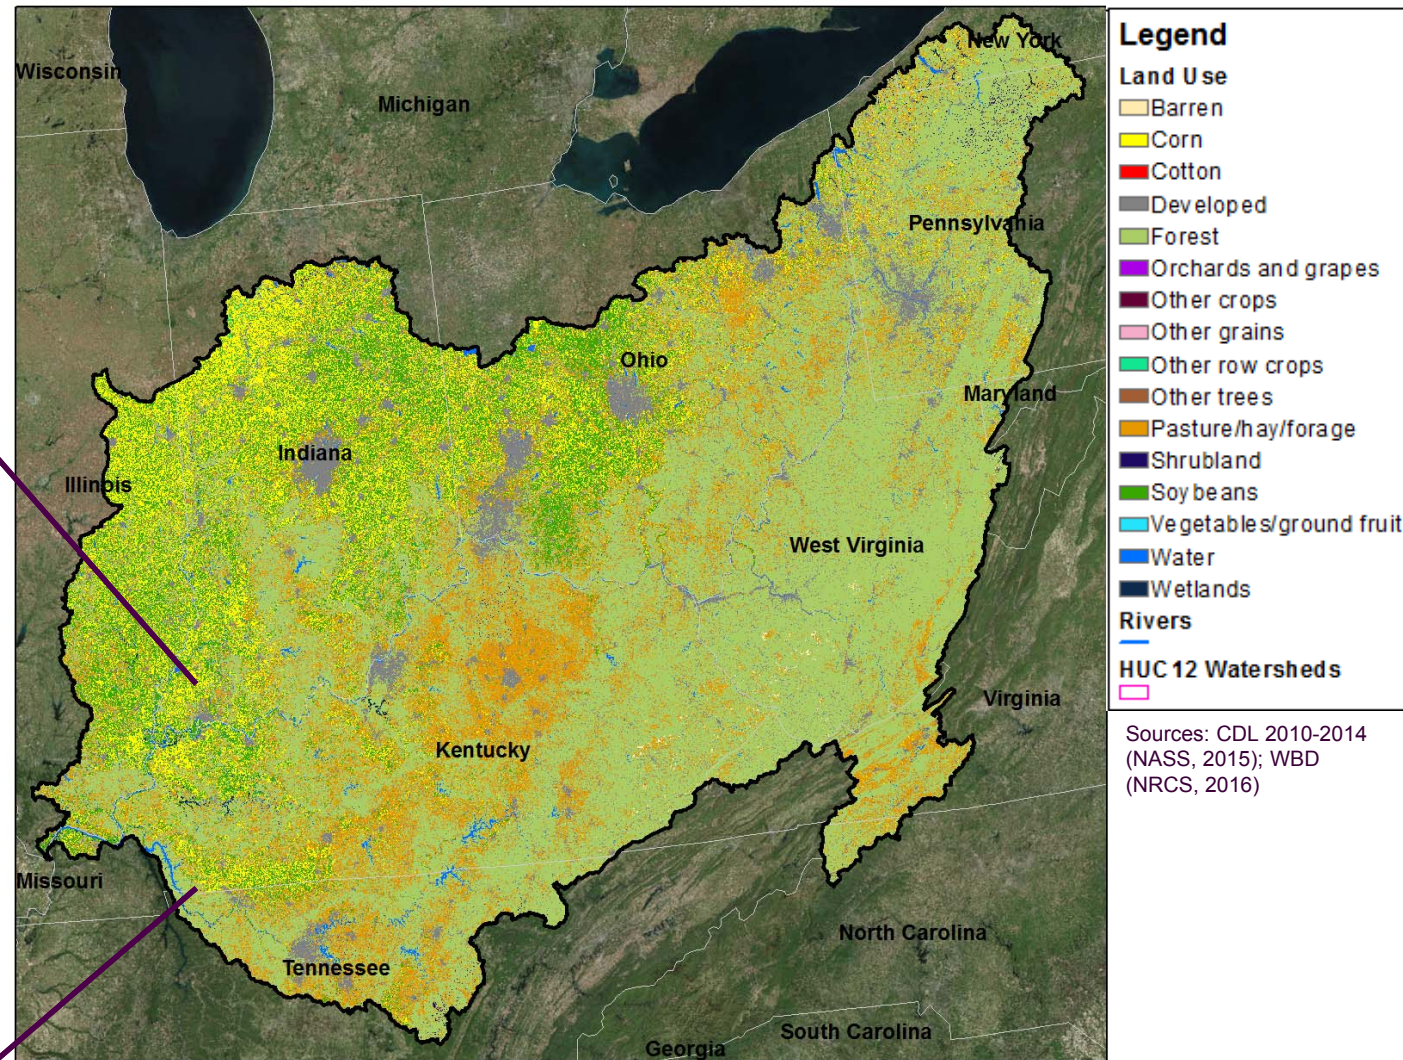 Wisconsin
Michigan
New York
Pennsylvania
Ohio
Maryland
Indiana
Illinois
West Virginia
Virginia
Kentucky
Missouri
North Carolina
Tennessee
South Carolina
Georgia
Legend
Land Use
Barren
Corn
Cotton
Developed
Forest
Orchards and grapes
Other crops
Other grains
Other row crops
Other trees
Pasture/hay/forage
Shrubland
Soybeans
Vegetables/ground fruit
Water
Wetlands
Rivers
HUC 12 Watersheds
Sources: CDL 2010-2014
(NASS, 2015); WBD
(NRCS, 2016)